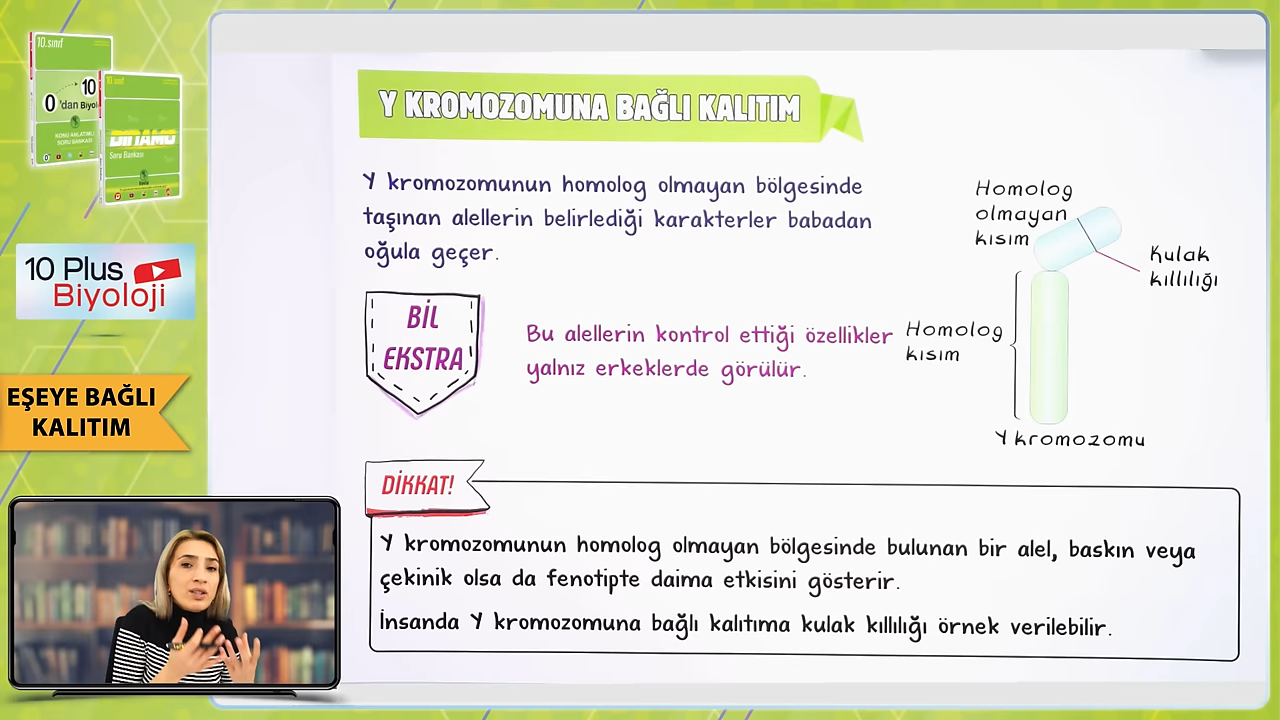 10.sınıf
0 'dan 10
Biyoloji
KONU ANLATIMLI
SORU BANKASI
DİNAMO
Soru Bankası
10 Plus
Biyoloji
EŞEYE BAĞLI
KALITIM
Y KROMOZOMUNA BAĞLI KALITIM
Y kromozomunun homolog olmayan bölgesinde
taşınan alellerin belirlediği karakterler babadan
oğula geçer.
BİL
EKSTRA
Bu alellerin kontrol ettiği özellikler
yalnız erkeklerde görülür.
Homolog
olmayan
kısım
Kulak
kıllılığı
Homolog
kısım
Y kromozomu
DİKKAT!
Y kromozomunun homolog olmayan bölgesinde bulunan bir alel, baskın veya
çekinik olsa da fenotipte daima etkisini gösterir.
İnsanda Y kromozomuna bağlı kalıtıma kulak kıllılığı örnek verilebilir.